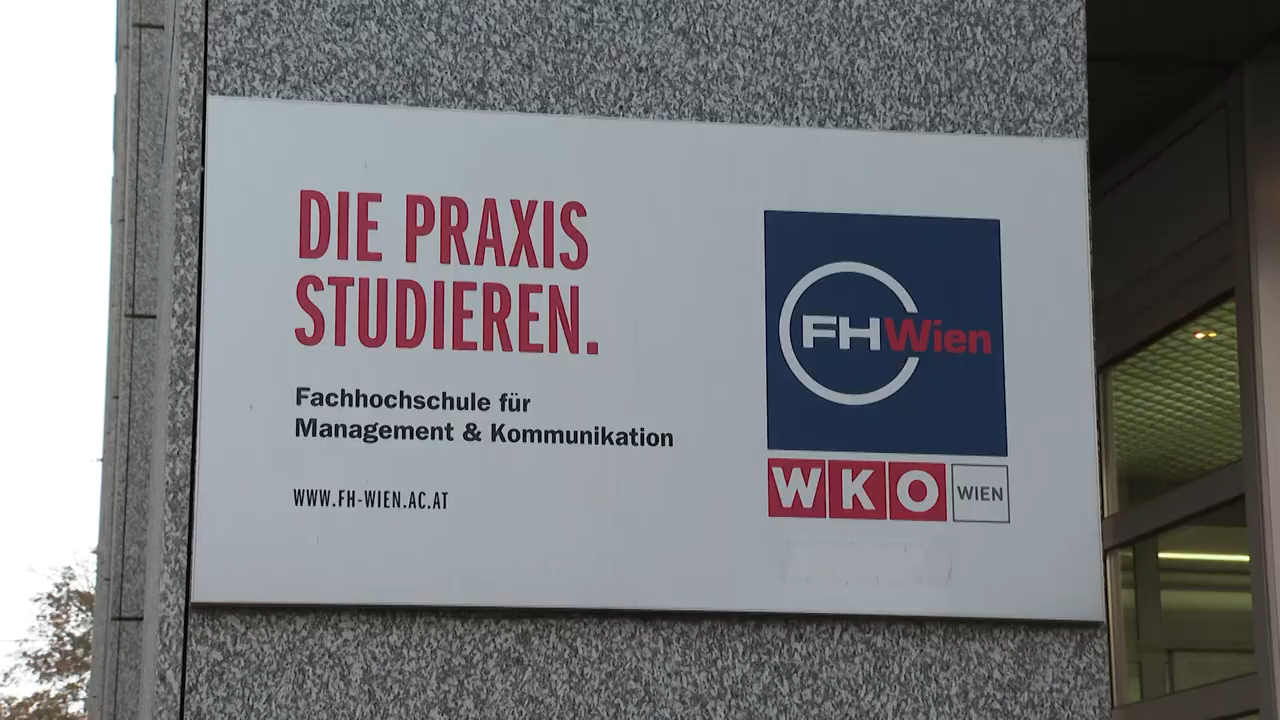 DIE PRAXIS
STUDIEREN.
Fachhochschule für
Management & Kommunikation
WWW.FH-WIEN.AC.AT
FHWien
WKO WIEN